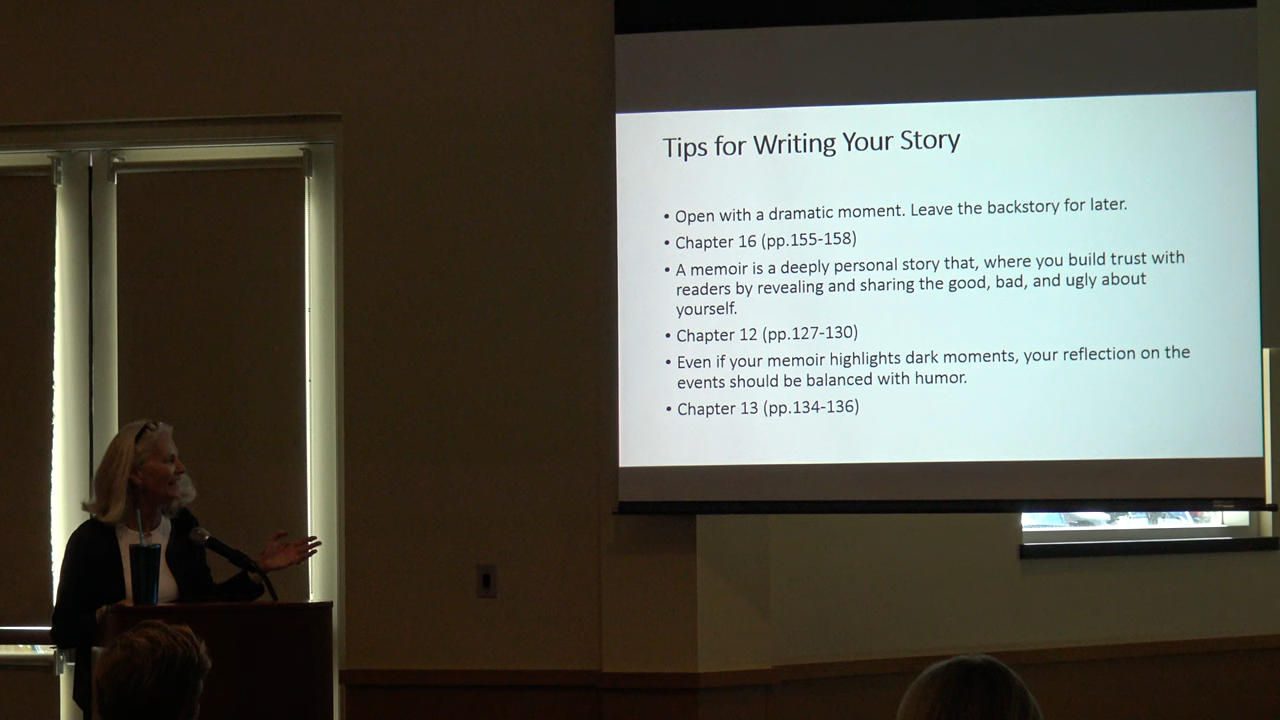 Tips for Writing Your Story
• Open with a dramatic moment. Leave the backstory for later.
• Chapter 16 (pp.155-158)
• A memoir is a deeply personal story that, where you build trust with
readers by revealing and sharing the good, bad, and ugly about
yourself.
• Chapter 12 (pp.127-130)
• Even if your memoir highlights dark moments, your reflection on the
events should be balanced with humor.
• Chapter 13 (pp.134-136)